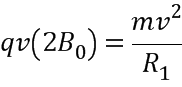 qv(2B₀) = mv²/R₁